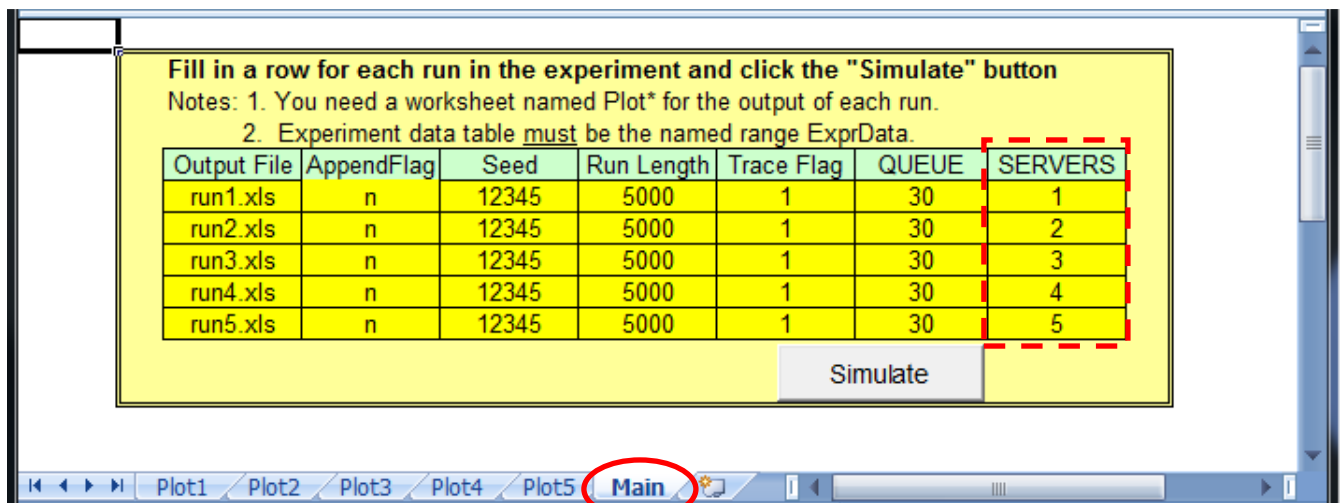 Fill in a row for each run in the experiment and click the "Simulate" button
Notes: 1. You need a worksheet named Plot* for the output of each run.
2. Experiment data table must be the named range ExprData.
Output File AppendFlag Seed Run Length Trace Flag QUEUE SERVERS
run1.xls n 12345 5000 1 30 1
run2.xls n 12345 5000 1 30 2
run3.xls n 12345 5000 1 30 3
run4.xls n 12345 5000 1 30 4
run5.xls n 12345 5000 1 30 5
Simulate
Plot1 Plot2 Plot3 Plot4 Plot5 Main